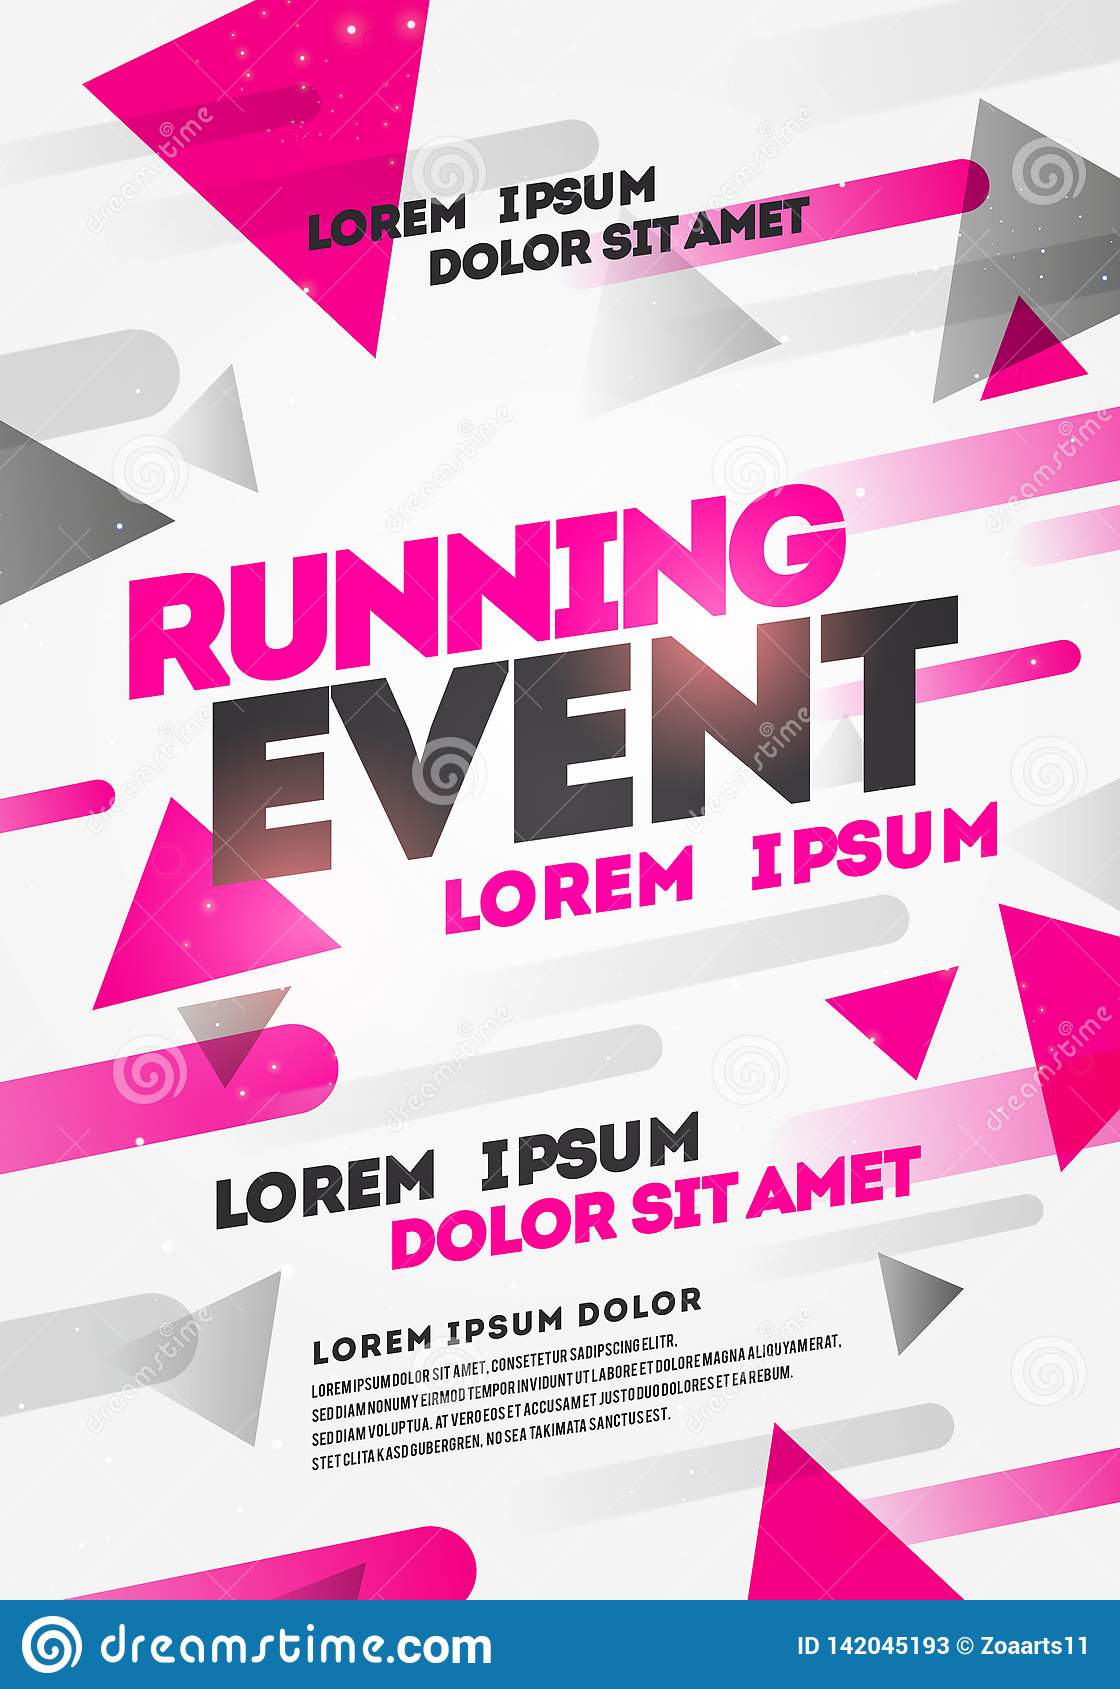 LOREM IPSUM
DOLOR SIT AMET
RUNNING
EVENT
LOREM IPSUM
LOREM IPSUM
DOLOR SIT AMET
LOREM IPSUM DOLOR
LOREM IPSUM DOLOR SIT AMET, CONSETETUR SADIPSCING ELITR,
SED DIAM NONUMY EIRMOD TEMPOR INVIDUNT UT LABORE ET DOLORE MAGNA ALIQUYAM ERAT,
SED DIAM VOLUPTUA. AT VERO EOS ET ACCUSAM ET JUSTO DUO DOLORES ET EA REBUM.
STET CLITA KASD GUBERGREN, NO SEA TAKIMATA SANCTUS EST.
dreamstime.com
ID 142045193 © Zoaarts11